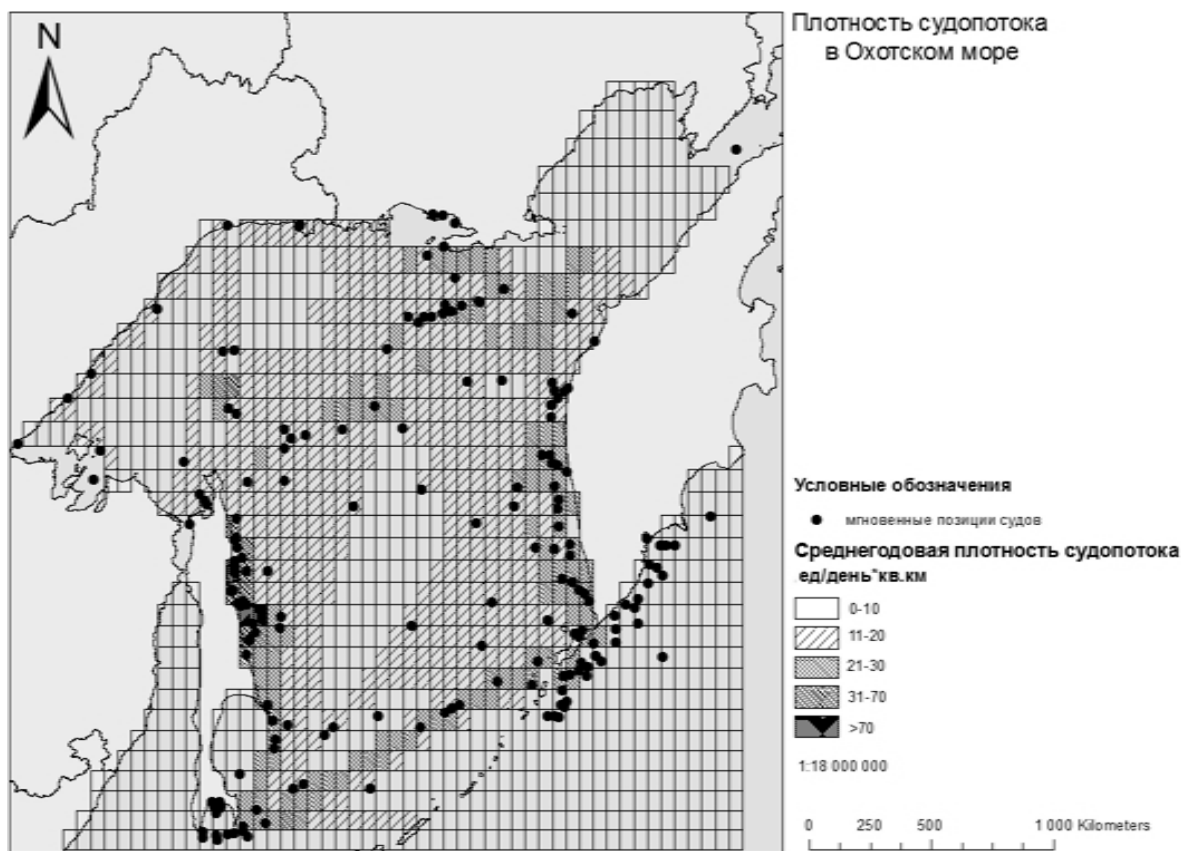 N
Плотность судопотока
в Охотском море
Условные обозначения
мгновенные позиции судов
Среднегодовая плотность судопотока
.ед/день*кв.км
0-10
11-20
21-30
31-70
>70
1:18 000 000
0 250 500 1 000 Kilometers